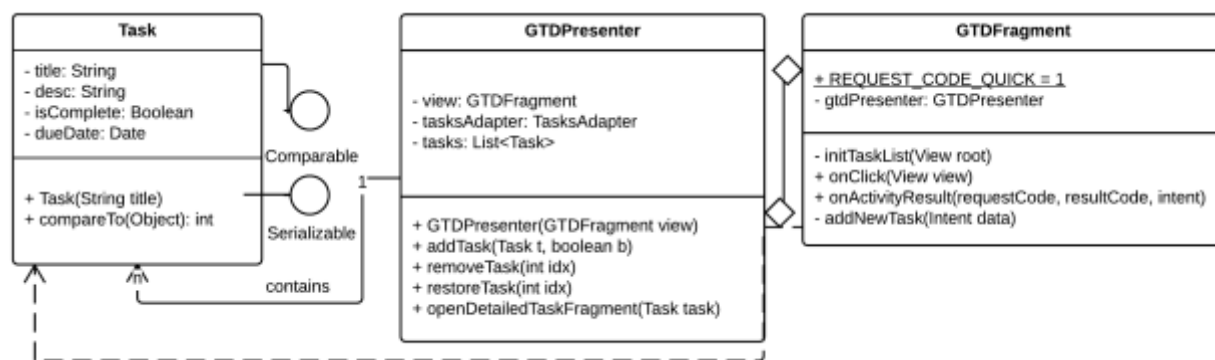 Task
- title: String
- desc: String
- isComplete: Boolean
- dueDate: Date
+ Task(String title)
+ compareTo(Object): int
Comparable
Serializable
1
n
contains
GTDPresenter
- view: GTDFragment
- tasksAdapter: TasksAdapter
- tasks: List<Task>
+ GTDPresenter(GTDFragment view)
+ addTask(Task t, boolean b)
+ removeTask(int idx)
+ restoreTask(int idx)
+ openDetailedTaskFragment(Task task)
GTDFragment
+ REQUEST_CODE_QUICK = 1
- gtdPresenter: GTDPresenter
- initTaskList(View root)
+ onClick(View view)
+ onActivityResult(requestCode, resultCode, intent)
- addNewTask(Intent data)